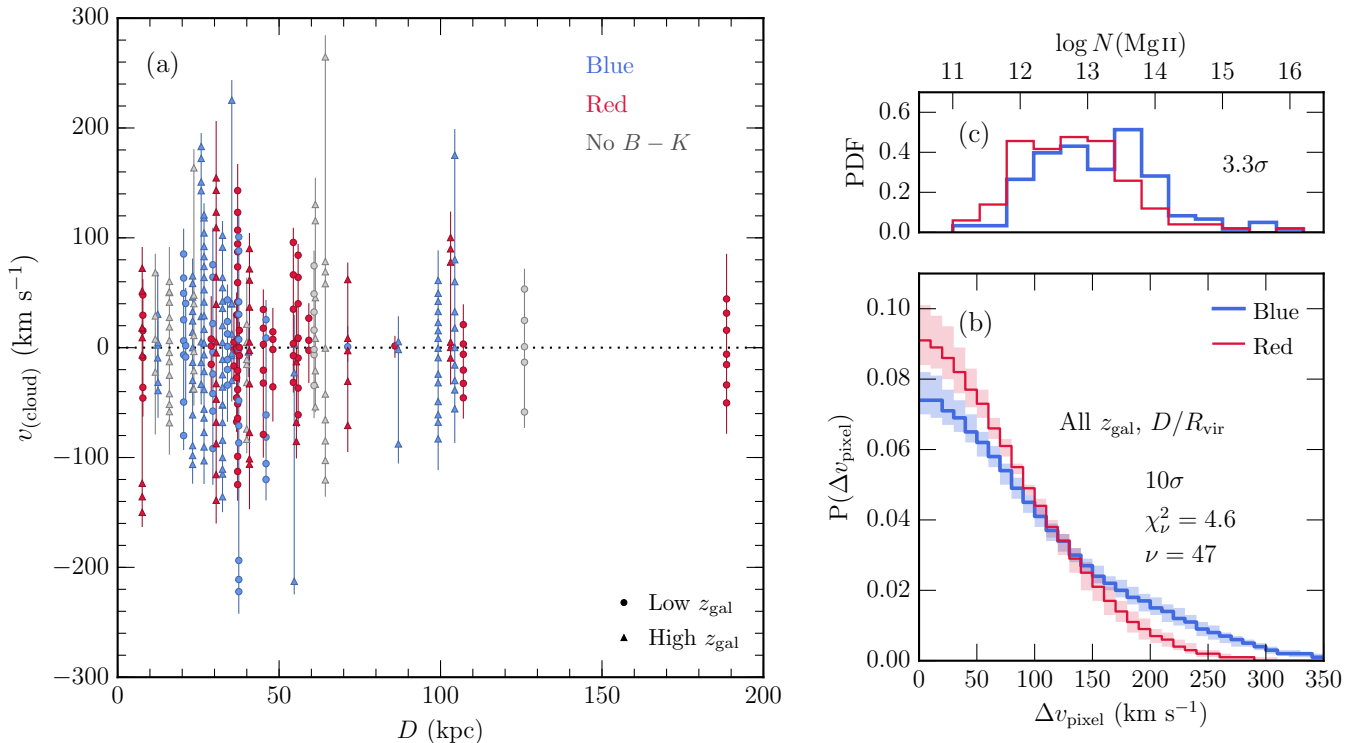 300
200
100
0
−100
−200
−300
v(cloud) (km s−1)
0
50
100
150
200
D (kpc)
(a)
Blue
Red
No B − K
Low zgal
High zgal
log N(MgII)
11
12
13
14
15
16
0.6
0.4
0.2
0.0
PDF
(c)
3.3σ
0.10
0.08
0.06
0.04
0.02
0.00
P(Δvpixel)
(b)
Blue
Red
All zgal, D/Rvir
10σ
χ²ν = 4.6
ν = 47
0
50
100
150
200
250
300
350
Δvpixel (km s−1)